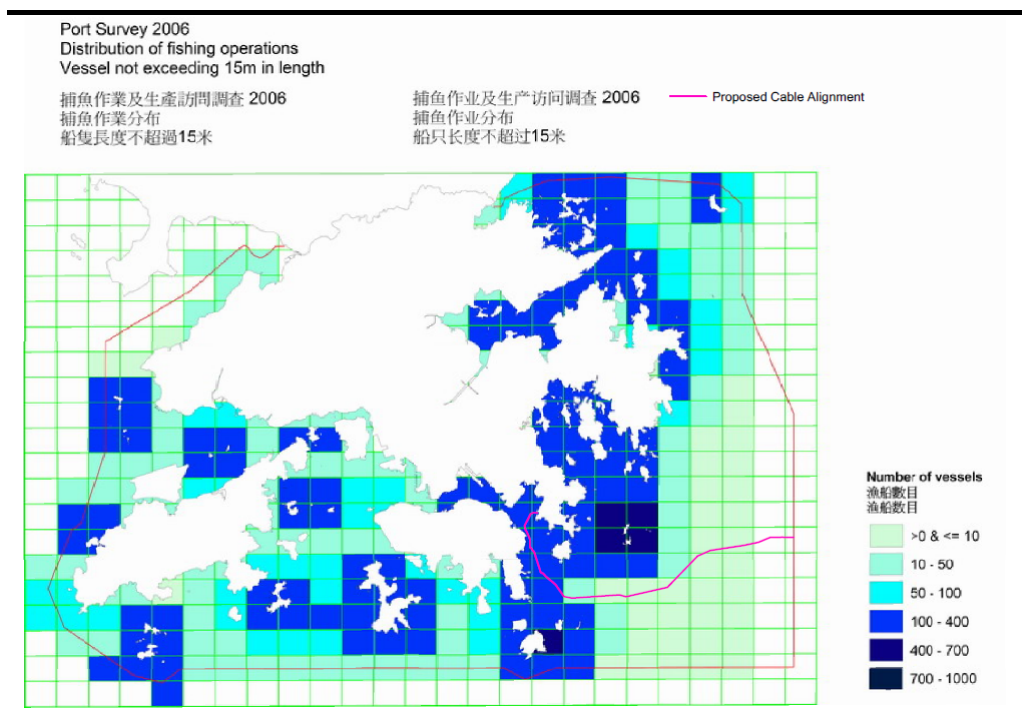 Port Survey 2006
Distribution of fishing operations
Vessel not exceeding 15m in length
捕魚作業及生產訪問調查 2006
捕魚作業分布
船隻長度不超過15米
捕鱼作业及生产访问调查 2006
捕鱼作业分布
船只长度不超过15米
Proposed Cable Alignment
Number of vessels
漁船數目
渔船数目
>0 & <= 10
10 - 50
50 - 100
100 - 400
400 - 700
700 - 1000